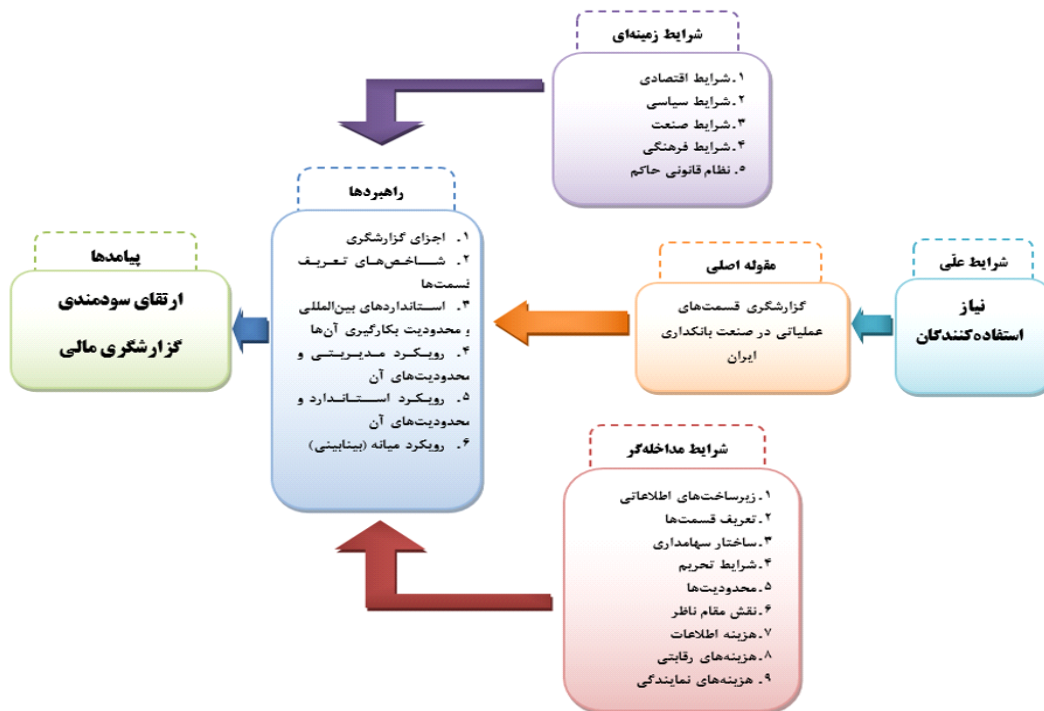 شرایط زمینه‌ای
۱. شرایط اقتصادی
۲. شرایط سیاسی
۳. شرایط صنعت
۴. شرایط فرهنگی
۵. نظام قانونی حاکم
شرایط علّی
نیاز
استفاده‌کنندگان
مقوله اصلی
گزارشگری قسمت‌های
عملیاتی در صنعت بانکداری
ایران
راهبردها
۱. اجزای گزارشگری
۲. شاخص‌های تعریف
قسمت‌ها
۳. استانداردهای بین‌المللی
و محدودیت بکارگیری آن‌ها
۴. رویکرد مدیریتی و
محدودیت‌های آن
۵. رویکرد استاندارد و
محدودیت‌های آن
۶. رویکرد میانه (بینابینی)
پیامدها
ارتقای سودمندی
گزارشگری مالی
شرایط مداخله‌گر
۱. زیرساخت‌های اطلاعاتی
۲. تعریف قسمت‌ها
۳. ساختار سهامداری
۴. شرایط تحریم
۵. محدودیت‌ها
۶. نقش مقام ناظر
۷. هزینه اطلاعات
۸. هزینه‌های رقابتی
۹. هزینه‌های نمایندگی